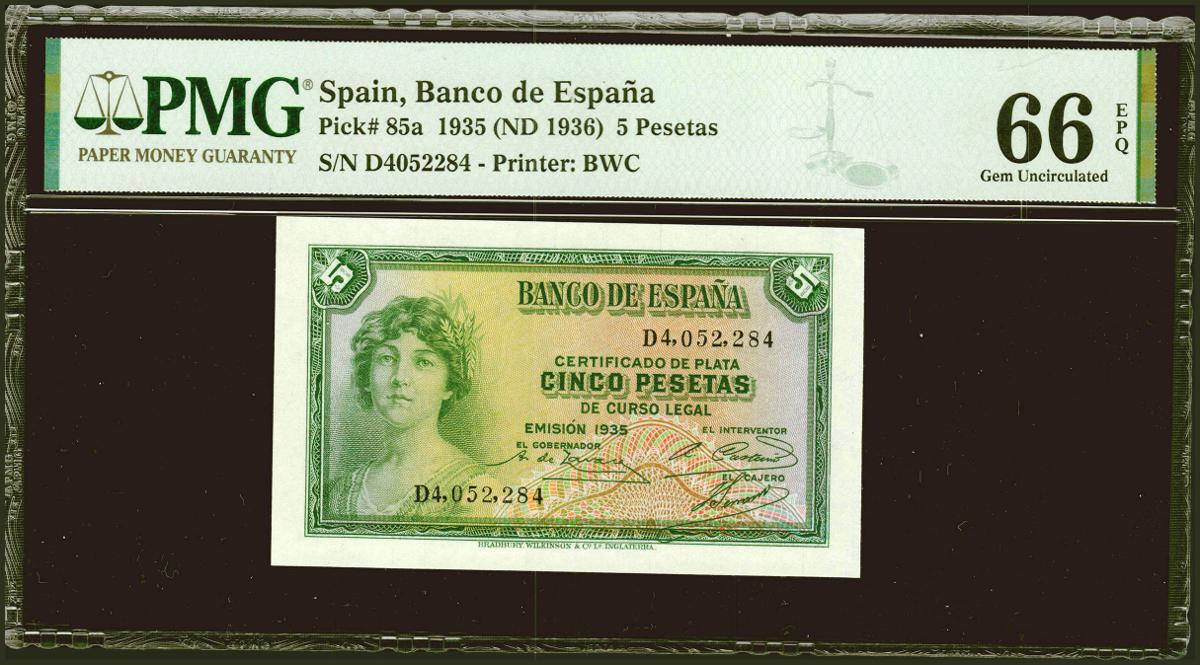 PMG®
PAPER MONEY GUARANTY
Spain, Banco de España
Pick# 85a 1935 (ND 1936) 5 Pesetas
S/N D4052284 - Printer: BWC
66
EPQ
Gem Uncirculated
5
5
BANCO DE ESPAÑA
D4,052,284
CERTIFICADO DE PLATA
CINCO PESETAS
DE CURSO LEGAL
EMISIÓN 1935
EL INTERVENTOR
EL GOBERNADOR
EL CAJERO
D4,052,284
BRADBURY, WILKINSON & Cº Lᵈ. INGLATERRA.